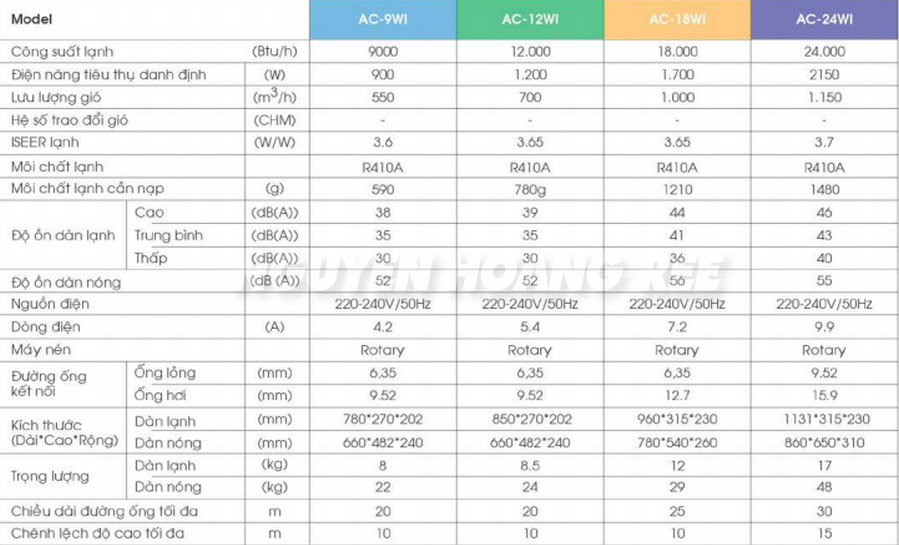 Model AC-9WI AC-12WI AC-18WI AC-24WI
Công suất lạnh (Btu/h) 9000 12.000 18.000 24.000
Điện năng tiêu thụ danh định (W) 900 1.200 1.700 2150
Lưu lượng gió (m3/h) 550 700 1.000 1.150
Hệ số trao đổi gió (CHM) - - - -
ISEER lạnh (W/W) 3.6 3.65 3.65 3.7
Môi chất lạnh R410A R410A R410A R410A
Môi chất lạnh cần nạp (g) 590 780g 1210 1480
Độ ồn dàn lạnh
Cao (dB(A)) 38 39 44 46
Trung bình (dB(A)) 35 35 41 43
Thấp (dB(A)) 30 30 36 40
NGUYEN HOANG REE
Độ ồn dàn nóng (dB (A)) 52 52 56 55
Nguồn điện 220-240V/50Hz 220-240V/50Hz 220-240V/50Hz 220-240V/50Hz
Dòng điện (A) 4.2 5.4 7.2 9.9
Máy nén Rotary Rotary Rotary Rotary
Đường ống
kết nối
Ống lồng (mm) 6,35 6,35 6,35 9.52
Ống hơi (mm) 9.52 9.52 12.7 15.9
Kích thước
(Dài*Cao*Rộng)
Dàn lạnh (mm) 780*270*202 850*270*202 960*315*230 1131*315*230
Dàn nóng (mm) 660*482*240 660*482*240 780*540*260 860*650*310
Trọng lượng
Dàn lạnh (kg) 8 8.5 12 17
Dàn nóng (kg) 22 24 29 48
Chiều dài đường ống tối đa m 20 20 25 30
Chênh lệch độ cao tối đa m 10 10 10 15